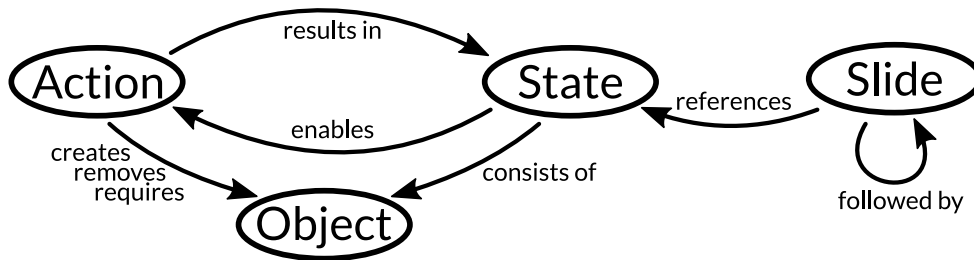 results in
Action
State
Slide
references
enables
creates
removes
requires
consists of
followed by
Object